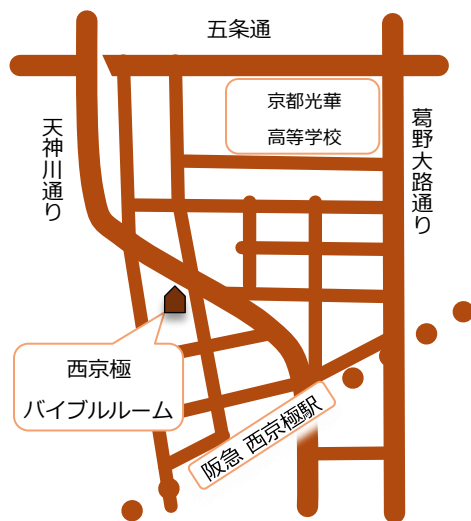 五条通
京都光華
高等学校
天神川通り
葛野大路通り
西京極
バイブルルーム
阪急 西京極駅